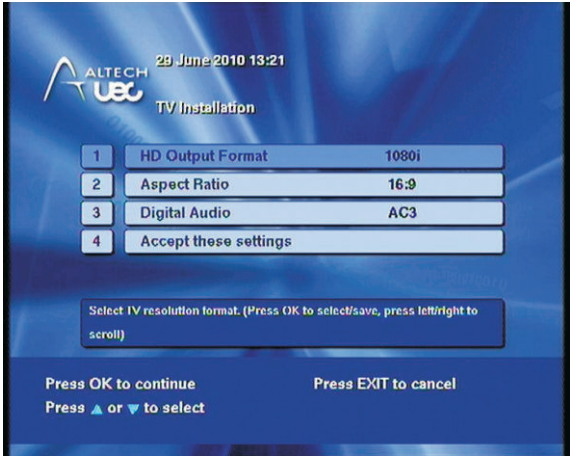 29 June 2010 13:21
ALTECH
UEC
TV Installation
1 HD Output Format 1080i
2 Aspect Ratio 16:9
3 Digital Audio AC3
4 Accept these settings
Select TV resolution format. (Press OK to select/save, press left/right to
scroll)
Press OK to continue Press EXIT to cancel
Press ▲ or ▼ to select